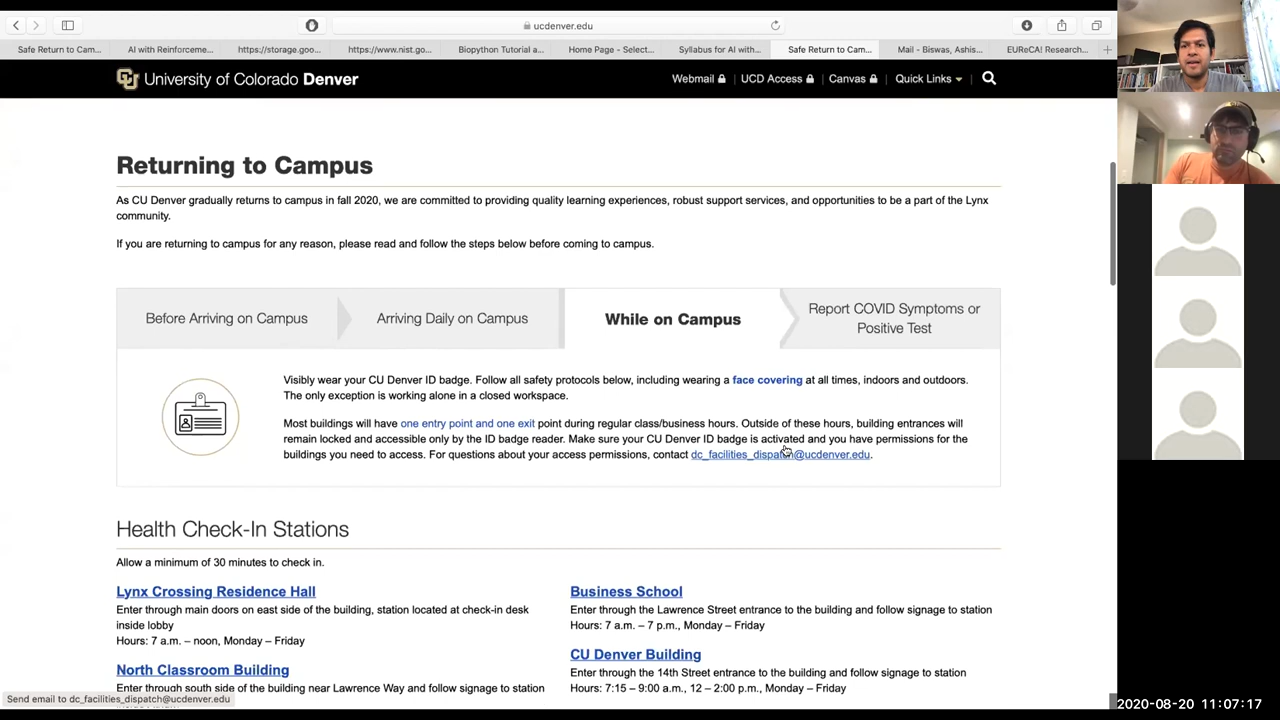 ucdenver.edu
Safe Return to Cam...
AI with Reinforceme...
https://storage.goo...
https://www.nist.go...
Biopython Tutorial a...
Home Page - Select...
Syllabus for AI with...
Safe Return to Cam...
Mail - Biswas, Ashis...
EUReCA! Research...
University of Colorado Denver
Webmail | UCD Access | Canvas | Quick Links
Returning to Campus
As CU Denver gradually returns to campus in fall 2020, we are committed to providing quality learning experiences, robust support services, and opportunities to be a part of the Lynx
community.
If you are returning to campus for any reason, please read and follow the steps below before coming to campus.
Before Arriving on Campus
Arriving Daily on Campus
While on Campus
Report COVID Symptoms or
Positive Test
Visibly wear your CU Denver ID badge. Follow all safety protocols below, including wearing a face covering at all times, indoors and outdoors.
The only exception is working alone in a closed workspace.
Most buildings will have one entry point and one exit point during regular class/business hours. Outside of these hours, building entrances will
remain locked and accessible only by the ID badge reader. Make sure your CU Denver ID badge is activated and you have permissions for the
buildings you need to access. For questions about your access permissions, contact dc_facilities_dispatch@ucdenver.edu.
Health Check-In Stations
Allow a minimum of 30 minutes to check in.
Lynx Crossing Residence Hall
Enter through main doors on east side of the building, station located at check-in desk
inside lobby
Hours: 7 a.m. – noon, Monday – Friday
North Classroom Building
Enter through south side of the building near Lawrence Way and follow signage to station
Business School
Enter through the Lawrence Street entrance to the building and follow signage to station
Hours: 7 a.m. – 7 p.m., Monday – Friday
CU Denver Building
Enter through the 14th Street entrance to the building and follow signage to station
Hours: 7:15 – 9:00 a.m., 12 – 2:00 p.m., Monday – Friday
Send email to dc_facilities_dispatch@ucdenver.edu
2020-08-20 11:07:17